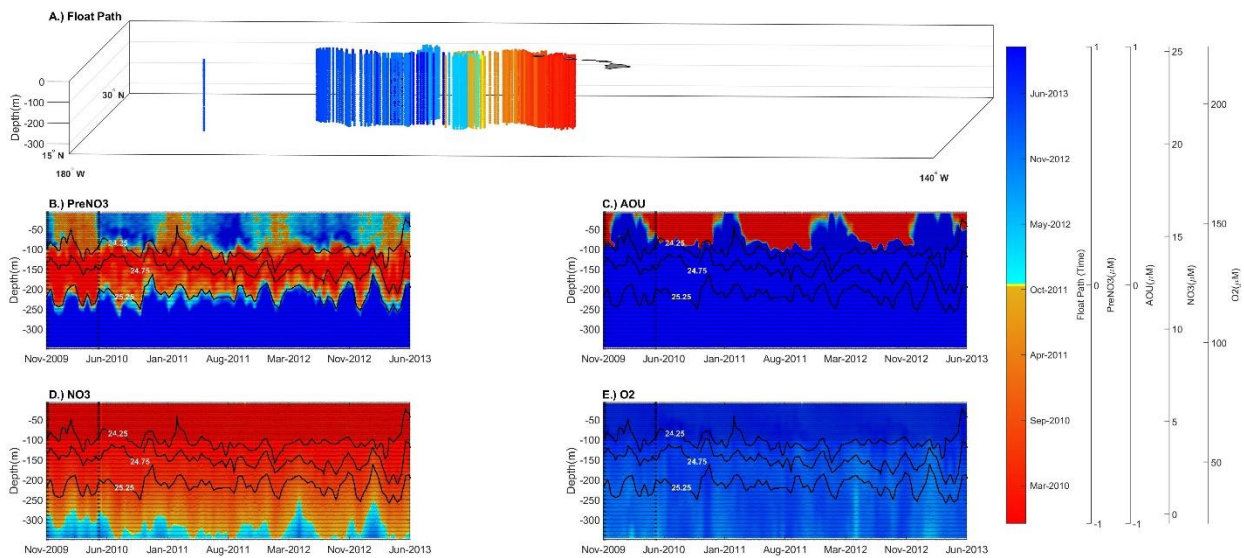 A.) Float Path
0
-100
-200
-300
Depth(m)
30°N
15°N
180°W
140°W
B.) PreNO3
-50
-100
-150
-200
-250
-300
Depth(m)
24.25
24.75
25.25
Nov-2009 Jun-2010 Jan-2011 Aug-2011 Mar-2012 Nov-2012 Jun-2013
C.) AOU
-50
-100
-150
-200
-250
-300
Depth(m)
24.25
24.75
25.25
Nov-2009 Jun-2010 Jan-2011 Aug-2011 Mar-2012 Nov-2012 Jun-2013
D.) NO3
-50
-100
-150
-200
-250
-300
Depth(m)
24.25
24.75
25.25
Nov-2009 Jun-2010 Jan-2011 Aug-2011 Mar-2012 Nov-2012 Jun-2013
E.) O2
-50
-100
-150
-200
-250
-300
Depth(m)
24.25
24.75
25.25
Nov-2009 Jun-2010 Jan-2011 Aug-2011 Mar-2012 Nov-2012 Jun-2013
Jun-2013
Nov-2012
May-2012
Oct-2011
Apr-2011
Sep-2010
Mar-2010
Float Path (Time)
1
0
-1
PreNO3(μM)
1
0
-1
AOU(μM)
25
20
15
10
5
0
NO3(μM)
200
150
100
50
O2(μM)